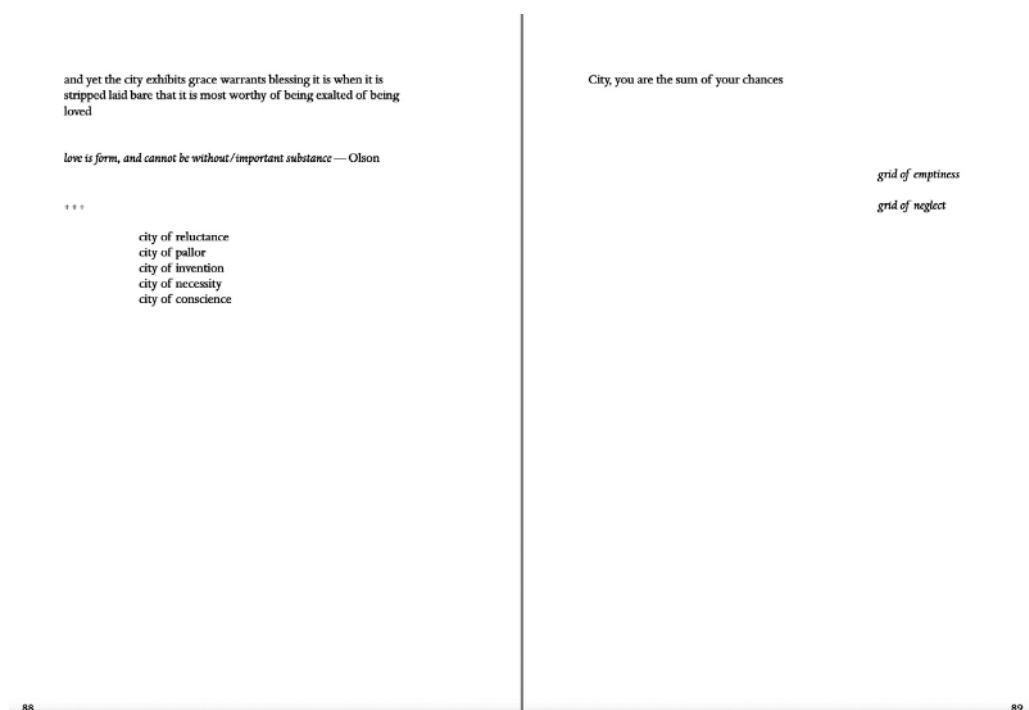 and yet the city exhibits grace warrants blessing it is when it is
stripped laid bare that it is most worthy of being exalted of being
loved
love is form, and cannot be without/important substance — Olson
+ + +
city of reluctance
city of pallor
city of invention
city of necessity
city of conscience
88
City, you are the sum of your chances
grid of emptiness
grid of neglect
89